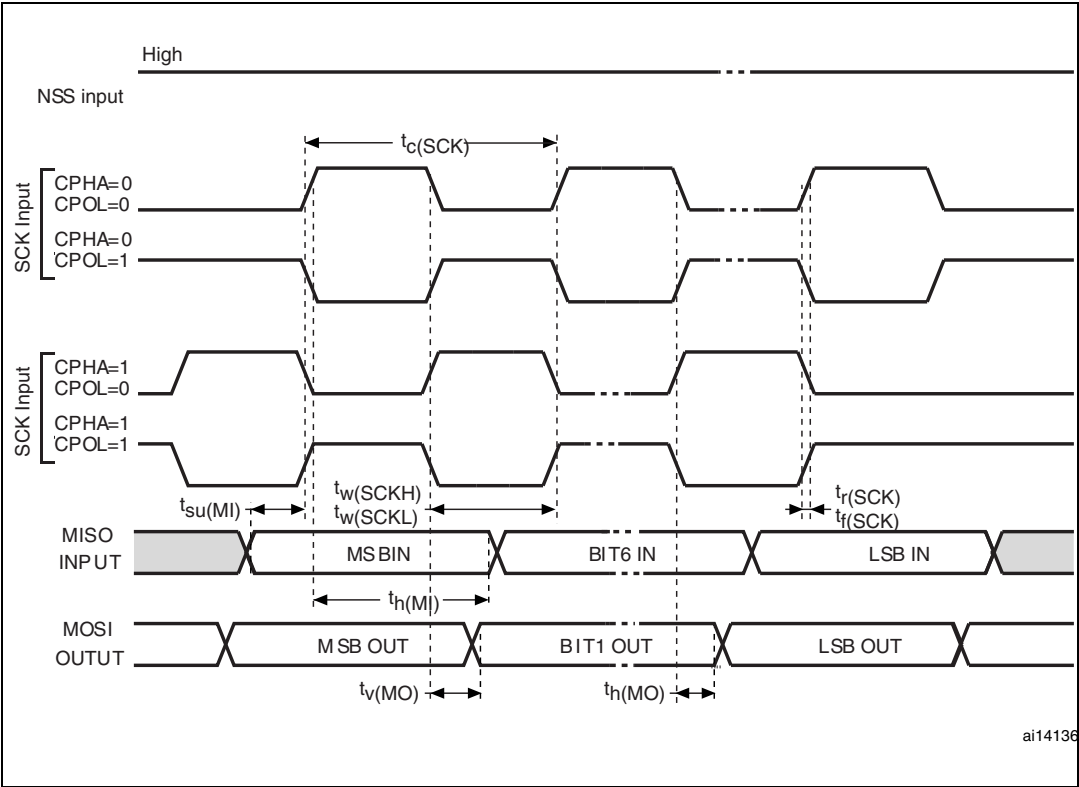 High
NSS input
tc(SCK)
SCK Input
CPHA=0
CPOL=0
CPHA=0
CPOL=1
SCK Input
CPHA=1
CPOL=0
CPHA=1
CPOL=1
tsu(MI)
tw(SCKH)
tw(SCKL)
tr(SCK)
tf(SCK)
MISO
INPUT
MSBIN
BIT6 IN
LSB IN
th(MI)
MOSI
OUTUT
MSB OUT
BIT1 OUT
LSB OUT
tv(MO)
th(MO)
ai14136